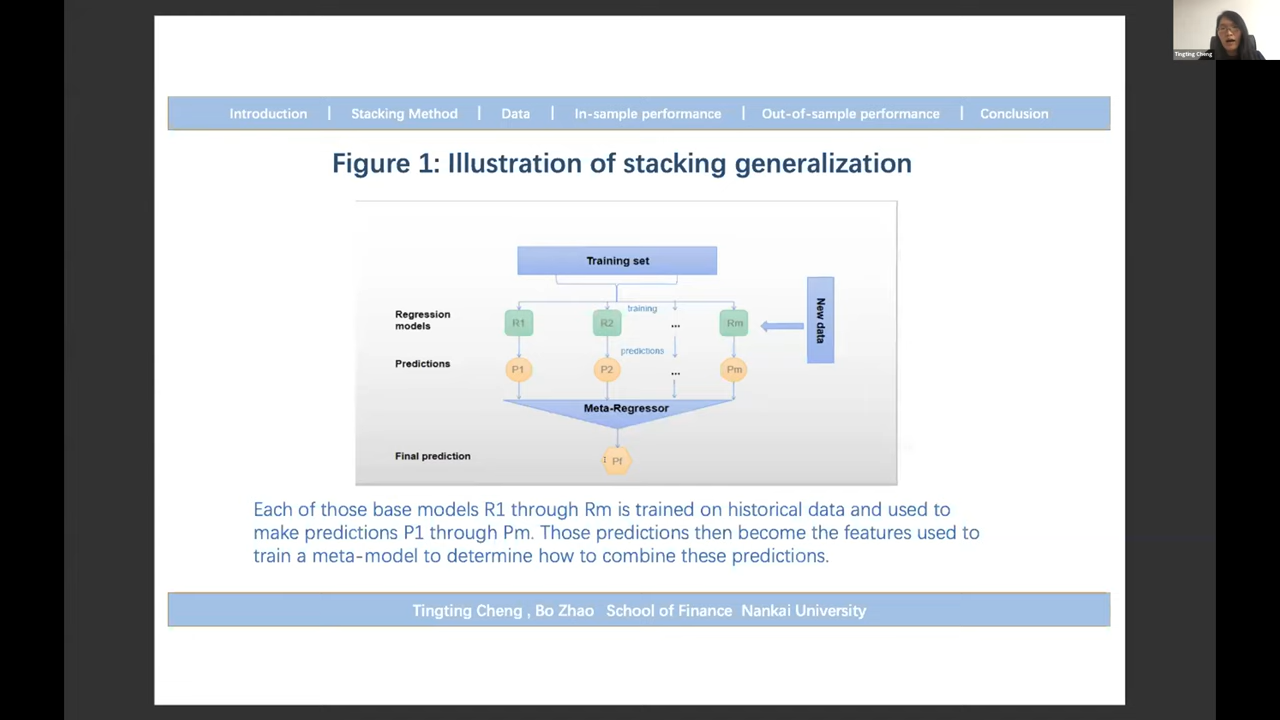 Tingting Cheng
Introduction | Stacking Method | Data | In-sample performance | Out-of-sample performance | Conclusion
Figure 1: Illustration of stacking generalization
Training set
training
Regression
models
R1
R2
...
Rm
New data
predictions
Predictions
P1
P2
...
Pm
Meta-Regressor
Final prediction
Pf
Each of those base models R1 through Rm is trained on historical data and used to
make predictions P1 through Pm. Those predictions then become the features used to
train a meta-model to determine how to combine these predictions.
Tingting Cheng , Bo Zhao School of Finance Nankai University